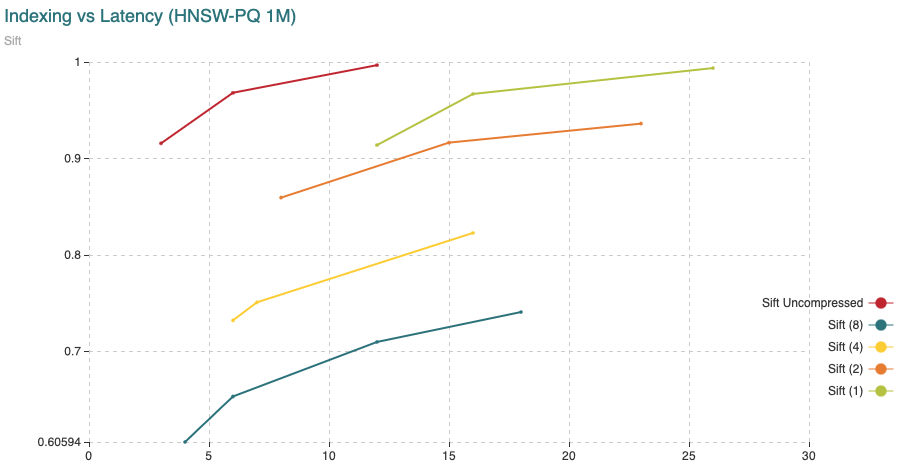 Indexing vs Latency (HNSW-PQ 1M)
Sift
1
0.9
0.8
0.7
0.60594
0 5 10 15 20 25 30
Sift Uncompressed
Sift (8)
Sift (4)
Sift (2)
Sift (1)